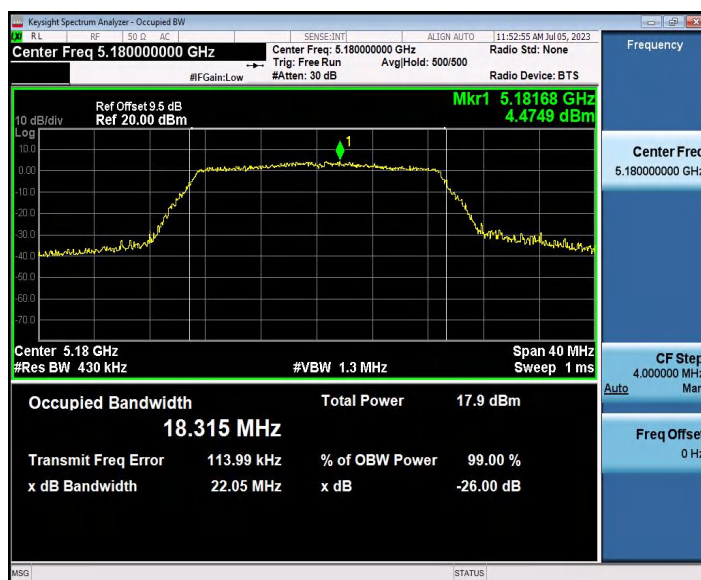 Keysight Spectrum Analyzer - Occupied BW
LXI RL RF 50 Ω AC SENSE:INT ALIGN AUTO 11:52:55 AM Jul 05, 2023
Center Freq 5.180000000 GHz
Center Freq: 5.180000000 GHz Radio Std: None
Trig: Free Run Avg|Hold: 500/500
#IFGain:Low #Atten: 30 dB Radio Device: BTS
Ref Offset 9.5 dB Mkr1 5.18168 GHz
10 dB/div Ref 20.00 dBm 4.4749 dBm
Log
1
10.0
0.00
-10.0
-20.0
-30.0
-40.0
-50.0
-60.0
-70.0
Center 5.18 GHz Span 40 MHz
#Res BW 430 kHz #VBW 1.3 MHz Sweep 1 ms
Occupied Bandwidth Total Power 17.9 dBm
18.315 MHz
Transmit Freq Error 113.99 kHz % of OBW Power 99.00 %
x dB Bandwidth 22.05 MHz x dB -26.00 dB
MSG STATUS
Frequency
Center Freq
5.180000000 GHz
CF Step
4.000000 MHz
Auto Man
Freq Offset
0 Hz